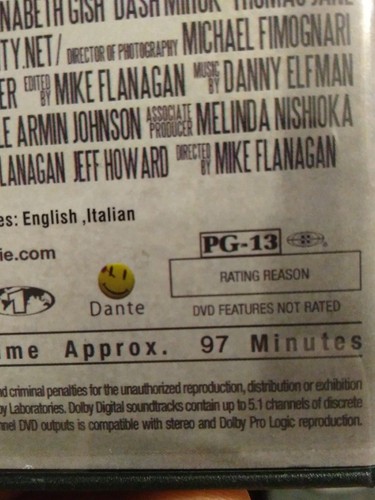 NABETH GISH DASH MIHOK THOMAS JANE
TY.NET/ DIRECTOR OF PHOTOGRAPHY MICHAEL FIMOGNARI
ER EDITED BY MIKE FLANAGAN MUSIC BY DANNY ELFMAN
LE ARMIN JOHNSON ASSOCIATE PRODUCER MELINDA NISHIOKA
LANAGAN JEFF HOWARD DIRECTED BY MIKE FLANAGAN
es: English ,Italian
ie.com
PG-13
RATING REASON
Dante
DVD FEATURES NOT RATED
me Approx. 97 Minutes
d criminal penalties for the unauthorized reproduction, distribution or exhibition
by Laboratories. Dolby Digital soundtracks contain up to 5.1 channels of discrete
nnel DVD outputs is compatible with stereo and Dolby Pro Logic reproduction.